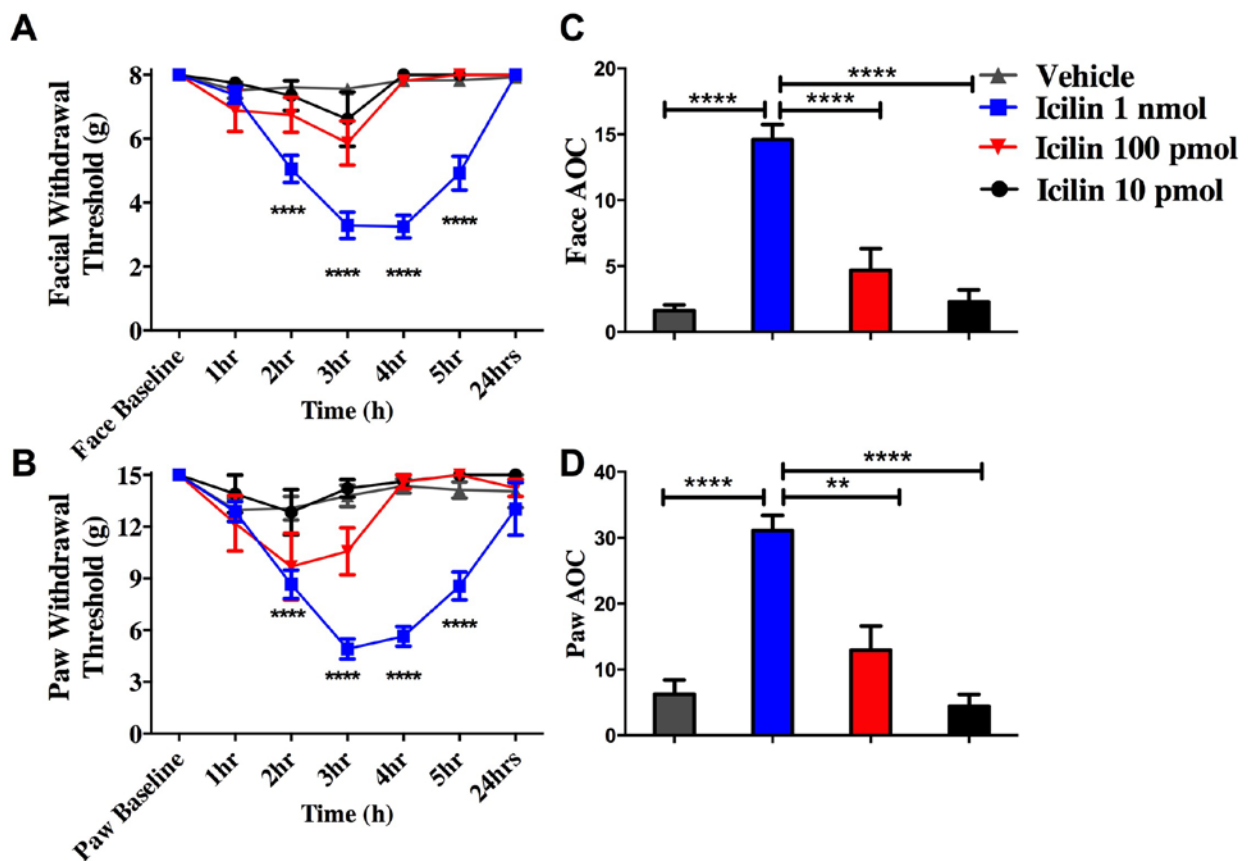 A
Facial Withdrawal
Threshold (g)
8
6
4
2
0
****
****
****
****
Face Baseline
1hr
2hr
3hr
4hr
5hr
24hrs
Time (h)
C
Face AOC
20
15
10
5
0
****
****
****
Vehicle
Icilin 1 nmol
Icilin 100 pmol
Icilin 10 pmol
B
Paw Withdrawal
Threshold (g)
15
12
9
6
3
0
****
****
****
****
Paw Baseline
1hr
2hr
3hr
4hr
5hr
24hrs
Time (h)
D
Paw AOC
40
30
20
10
0
****
**
****